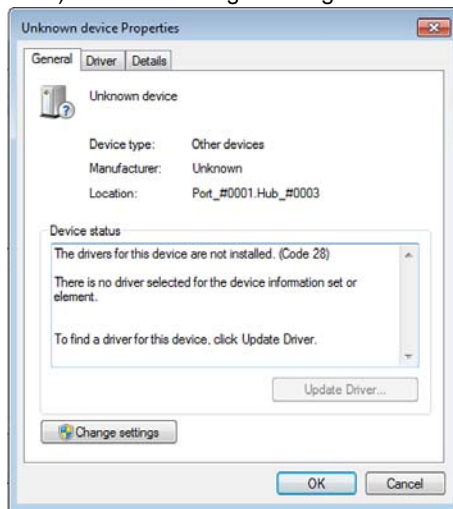 Unknown device Properties
General Driver Details
Unknown device
Device type: Other devices
Manufacturer: Unknown
Location: Port_#0001.Hub_#0003
Device status
The drivers for this device are not installed. (Code 28)
There is no driver selected for the device information set or
element.
To find a driver for this device, click Update Driver.
Update Driver...
Change settings
OK Cancel